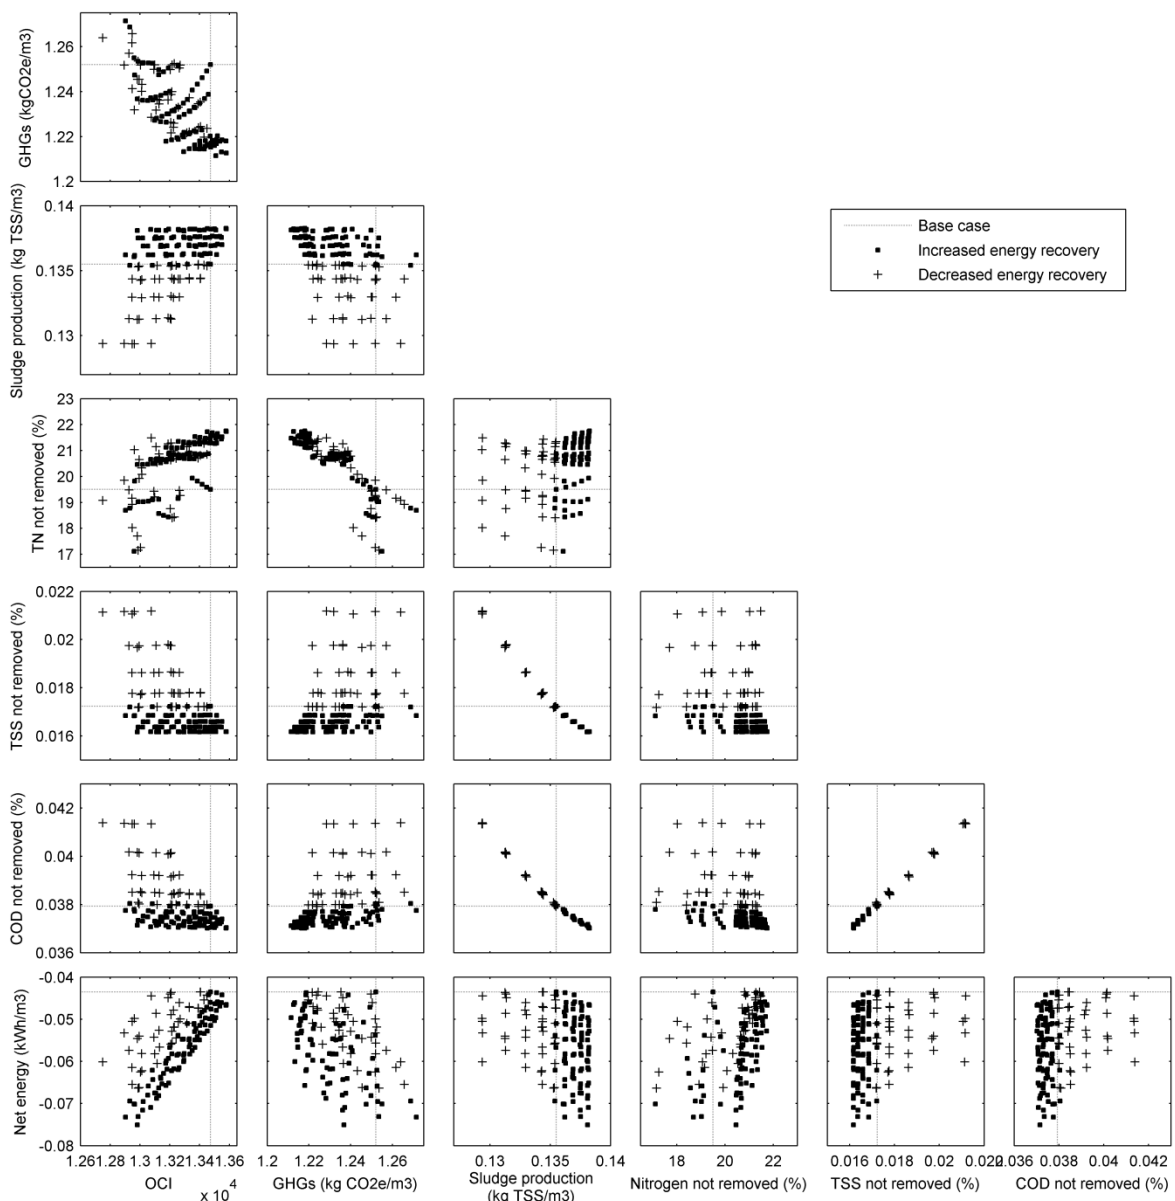 GHGs (kgCO2e/m3)
1.26
1.24
1.22
1.2
Sludge production (kg TSS/m3)
0.14
0.135
0.13
Base case
Increased energy recovery
Decreased energy recovery
TN not removed (%)
23
22
21
20
19
18
17
TSS not removed (%)
0.022
0.02
0.018
0.016
COD not removed (%)
0.042
0.04
0.038
0.036
Net energy (kWh/m3)
-0.04
-0.05
-0.06
-0.07
-0.08
1.26 1.28 1.3 1.32 1.34 1.36
OCI
x 10 4
1.2 1.22 1.24 1.26
GHGs (kg CO2e/m3)
0.13 0.135 0.14
Sludge production
(kg TSS/m3)
18 20 22
Nitrogen not removed (%)
0.016 0.018 0.02 0.022
TSS not removed (%)
0.036 0.038 0.04 0.042
COD not removed (%)